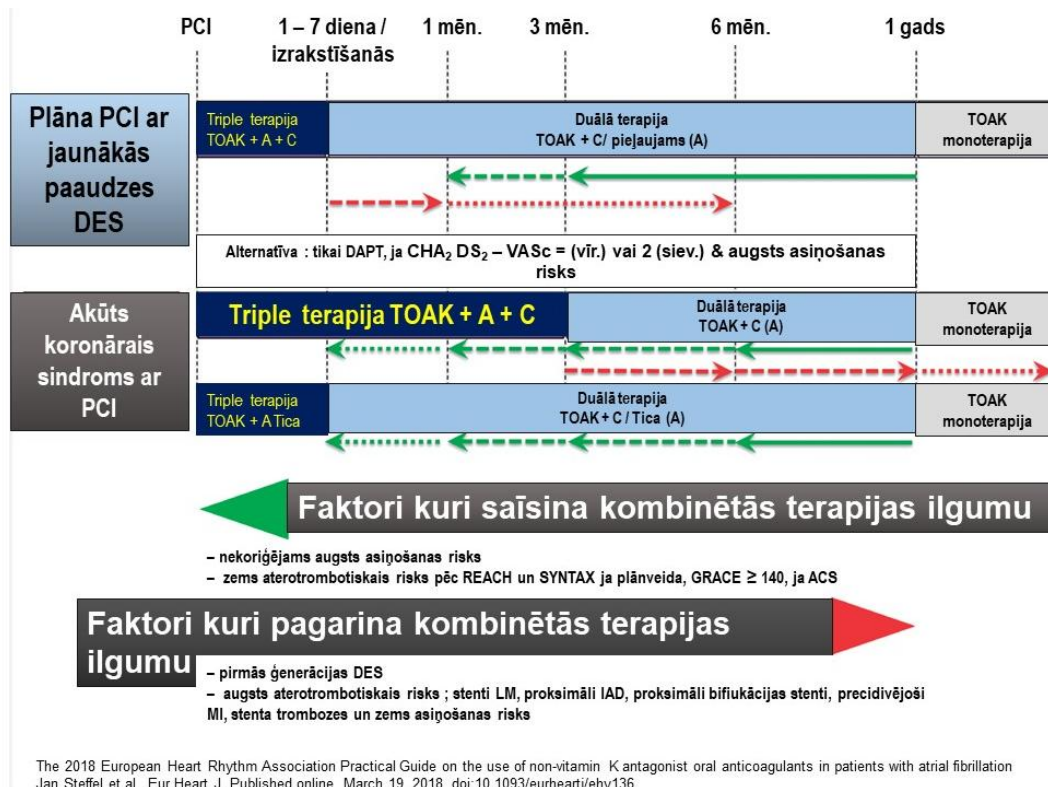 PCI
1 – 7 diena /
izrakstīšanās
1 mēn.
3 mēn.
6 mēn.
1 gads
Plāna PCI ar
jaunākās
paaudzes
DES
Triple terapija
TOAK + A + C
Duālā terapija
TOAK + C/ pieļaujams (A)
TOAK
monoterapija
Alternatīva : tikai DAPT, ja CHA₂ DS₂ – VASc = (vīr.) vai 2 (siev.) & augsts asiņošanas
risks
Akūts
koronārais
sindroms ar
PCI
Triple terapija TOAK + A + C
Duālā terapija
TOAK + C (A)
TOAK
monoterapija
Triple terapija
TOAK + A Tica
Duālā terapija
TOAK + C / Tica (A)
TOAK
monoterapija
Faktori kuri saīsina kombinētās terapijas ilgumu
– nekoriģējams augsts asiņošanas risks
– zems aterotrombotiskais risks pēc REACH un SYNTAX ja plānveida, GRACE ≥ 140, ja ACS
Faktori kuri pagarina kombinētās terapijas
ilgumu
– pirmās ģenerācijas DES
– augsts aterotrombotiskais risks ; stenti LM, proksimāli IAD, proksimāli bifiukācijas stenti, precidivējoši
MI, stenta trombozes un zems asiņošanas risks
The 2018 European Heart Rhythm Association Practical Guide on the use of non-vitamin K antagonist oral anticoagulants in patients with atrial fibrillation
Jan Steffel et al. Eur Heart J. Published online March 19, 2018. doi:10.1093/eurheartj/ehy136